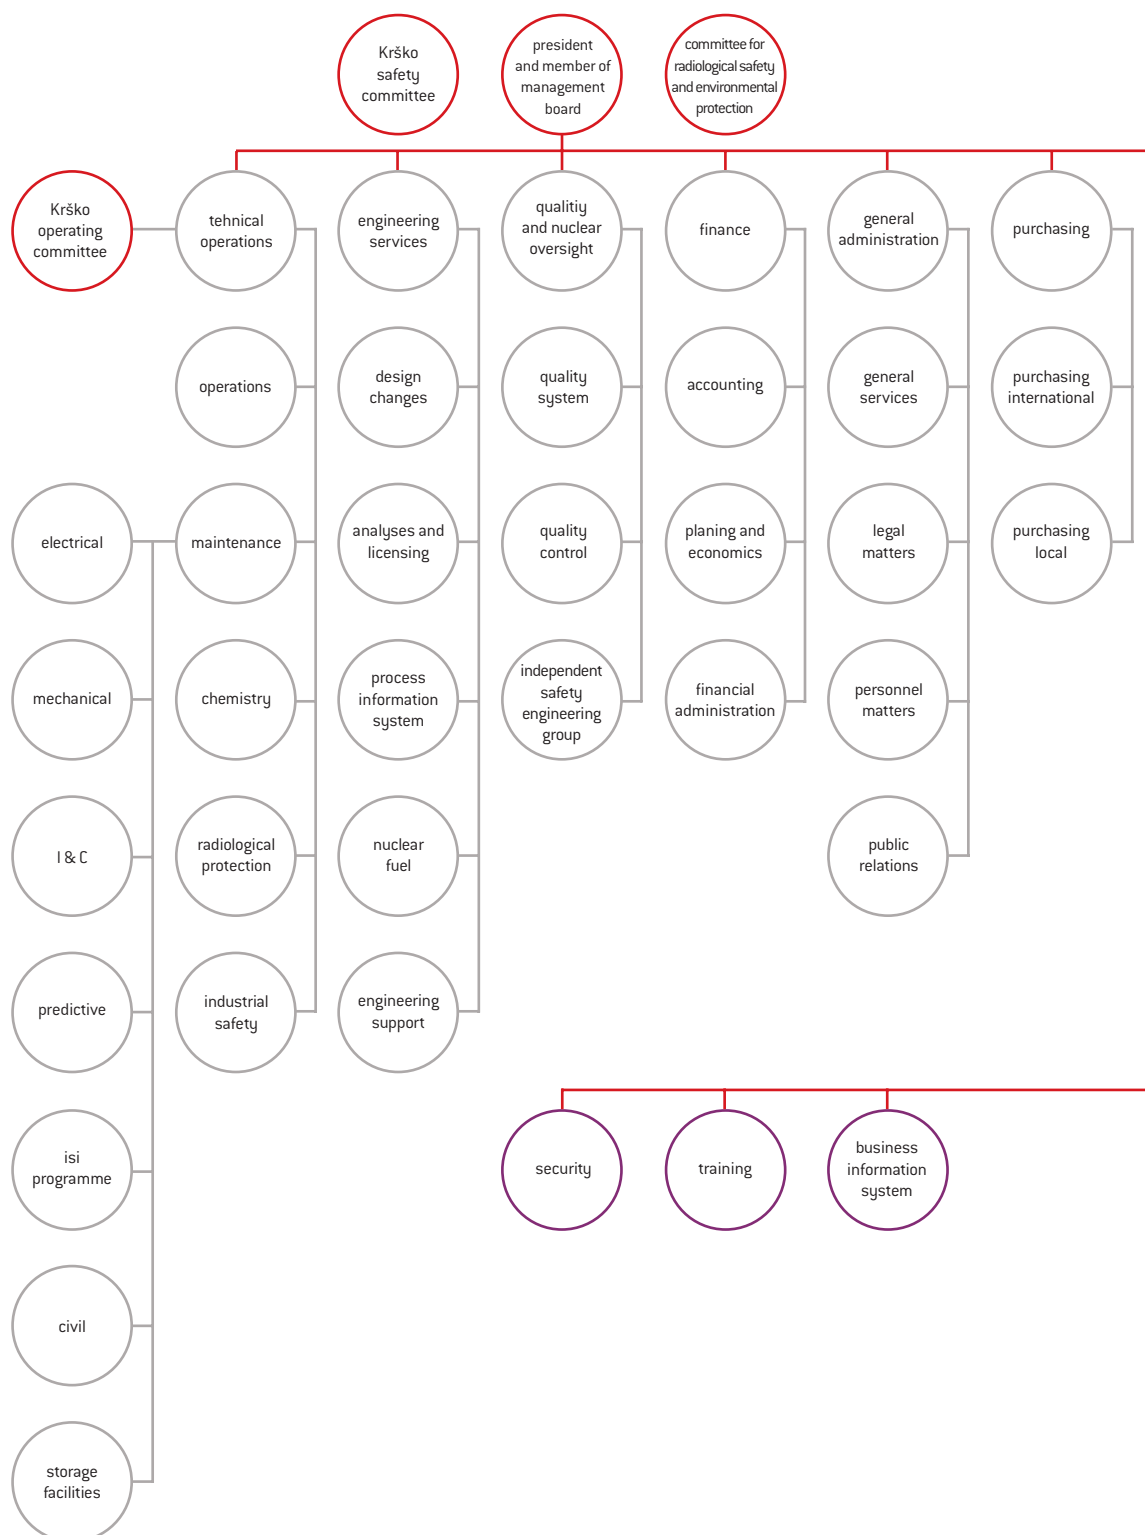 Krško
safety
committee
president
and member of
management
board
committee for
radiological safety
and environmental
protection
Krško
operating
committee
tehnical
operations
engineering
services
qualitiy
and nuclear
oversight
finance
general
administration
purchasing
operations
design
changes
quality
system
accounting
general
services
purchasing
international
electrical
maintenance
analyses and
licensing
quality
control
planing and
economics
legal
matters
purchasing
local
mechanical
chemistry
process
information
system
independent
safety
engineering
group
financial
administration
personnel
matters
I & C
radiological
protection
nuclear
fuel
public
relations
predictive
industrial
safety
engineering
support
isi
programme
security
training
business
information
system
civil
storage
facilities